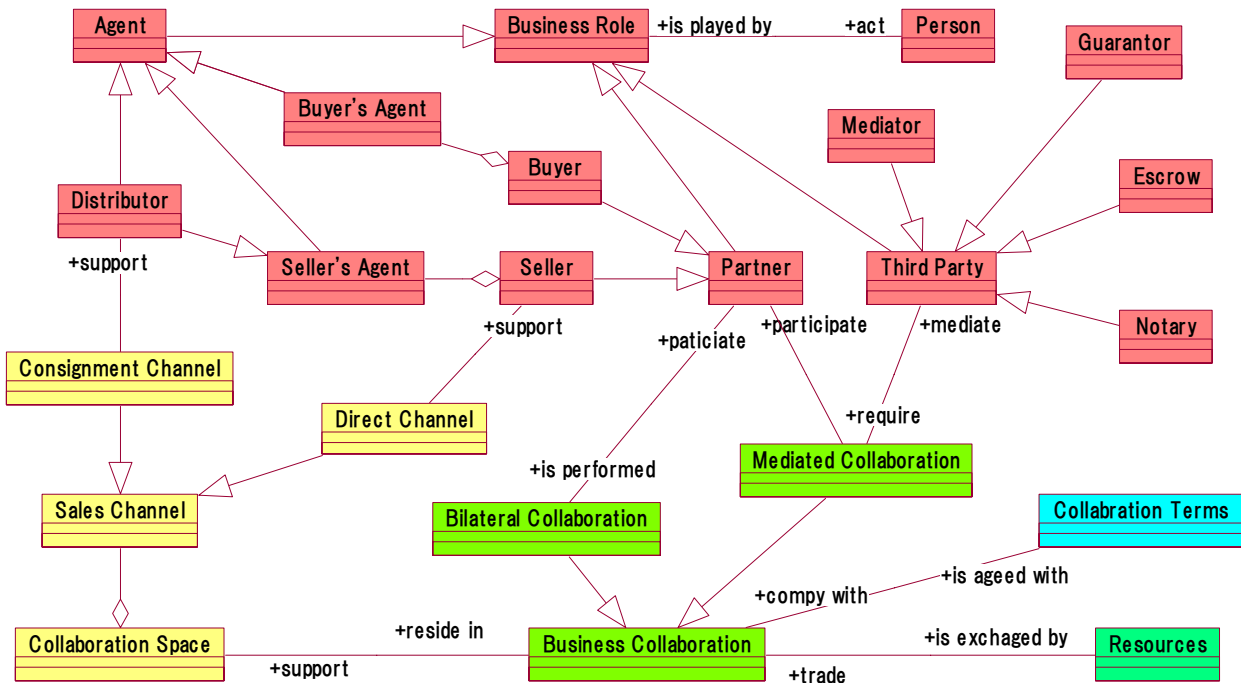 Agent
Business Role
+is played by
+act
Person
Guarantor
Buyer's Agent
Mediator
Buyer
Escrow
Distributor
+support
Seller's Agent
Seller
Partner
Third Party
+support
+paticiate
+participate
+mediate
Notary
Consignment Channel
Direct Channel
+require
+is performed
Mediated Collaboration
Sales Channel
Bilateral Collaboration
Collabration Terms
+compy with
+is ageed with
Collaboration Space
+reside in
+support
Business Collaboration
+is exchaged by
+trade
Resources